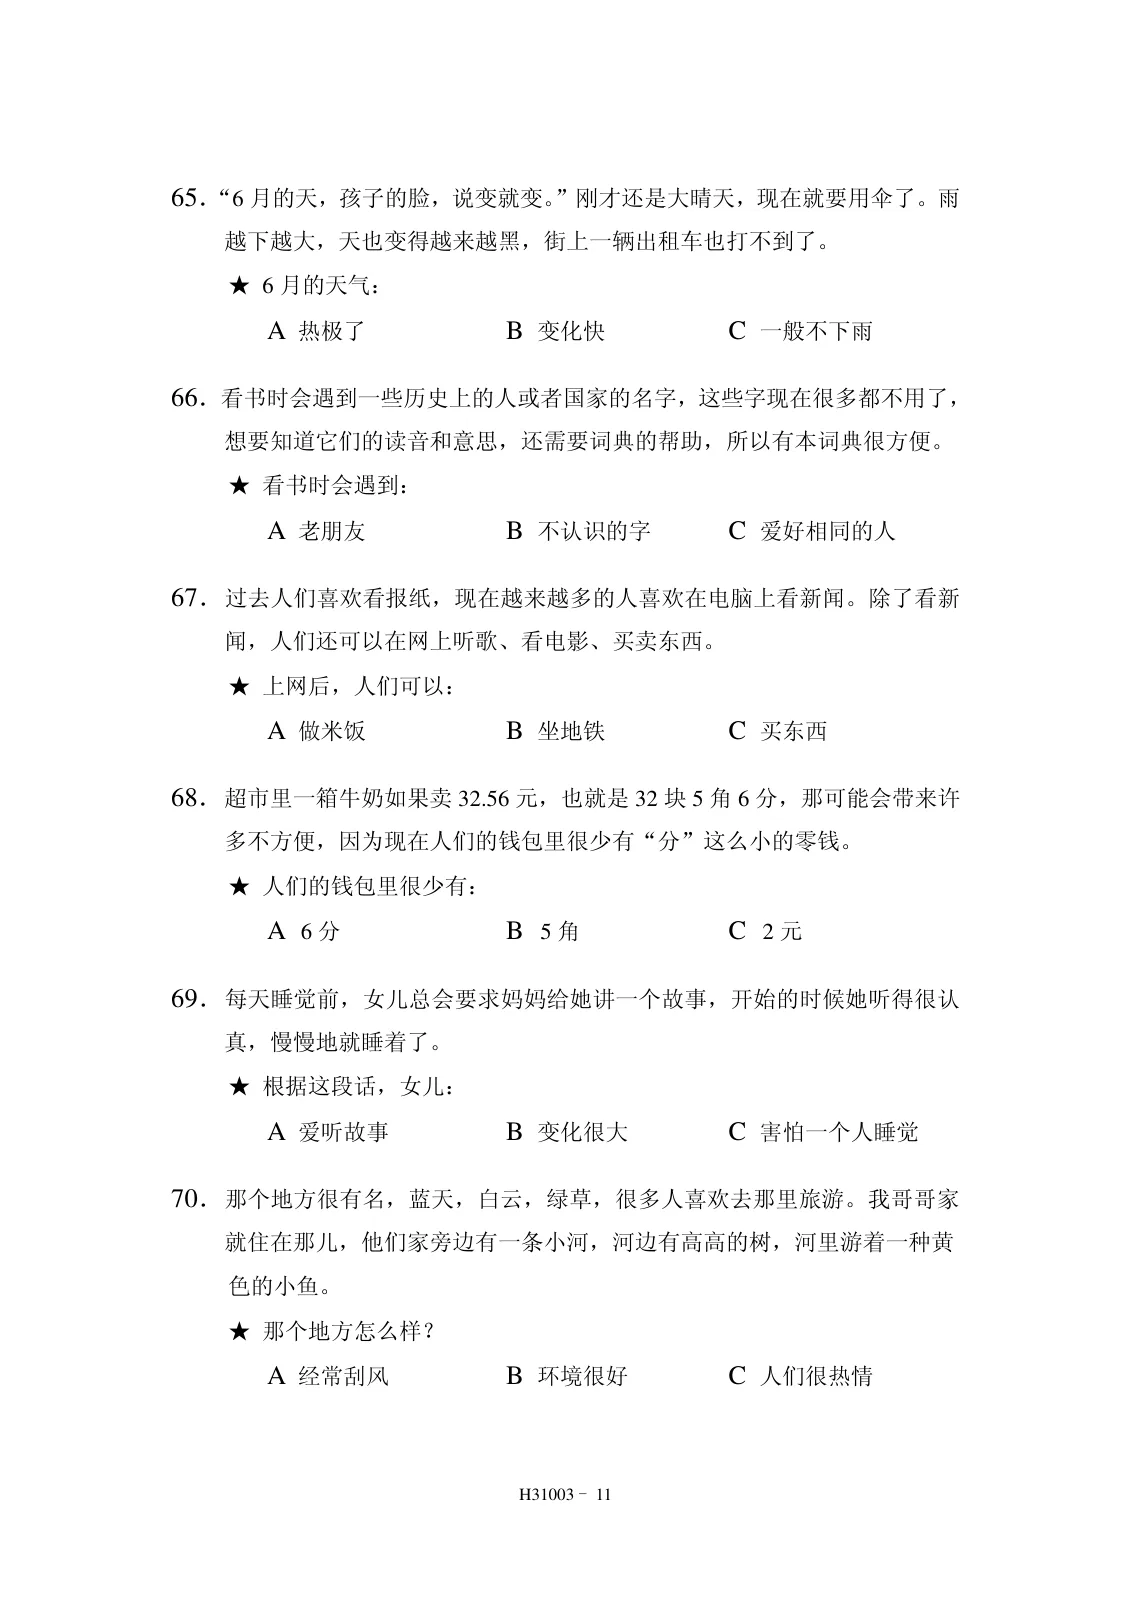 65．“6 月的天，孩子的脸，说变就变。”刚才还是大晴天，现在就要用伞了。雨
越下越大，天也变得越来越黑，街上一辆出租车也打不到了。
★ 6 月的天气：
A 热极了 B 变化快 C 一般不下雨
66．看书时会遇到一些历史上的人或者国家的名字，这些字现在很多都不用了，
想要知道它们的读音和意思，还需要词典的帮助，所以有本词典很方便。
★ 看书时会遇到：
A 老朋友 B 不认识的字 C 爱好相同的人
67．过去人们喜欢看报纸，现在越来越多的人喜欢在电脑上看新闻。除了看新
闻，人们还可以在网上听歌、看电影、买卖东西。
★ 上网后，人们可以：
A 做米饭 B 坐地铁 C 买东西
68．超市里一箱牛奶如果卖 32.56 元，也就是 32 块 5 角 6 分，那可能会带来许
多不方便，因为现在人们的钱包里很少有“分”这么小的零钱。
★ 人们的钱包里很少有：
A 6 分 B 5 角 C 2 元
69．每天睡觉前，女儿总会要求妈妈给她讲一个故事，开始的时候她听得很认
真，慢慢地就睡着了。
★ 根据这段话，女儿：
A 爱听故事 B 变化很大 C 害怕一个人睡觉
70．那个地方很有名，蓝天，白云，绿草，很多人喜欢去那里旅游。我哥哥家
就住在那儿，他们家旁边有一条小河，河边有高高的树，河里游着一种黄
色的小鱼。
★ 那个地方怎么样？
A 经常刮风 B 环境很好 C 人们很热情
H31003－ 11